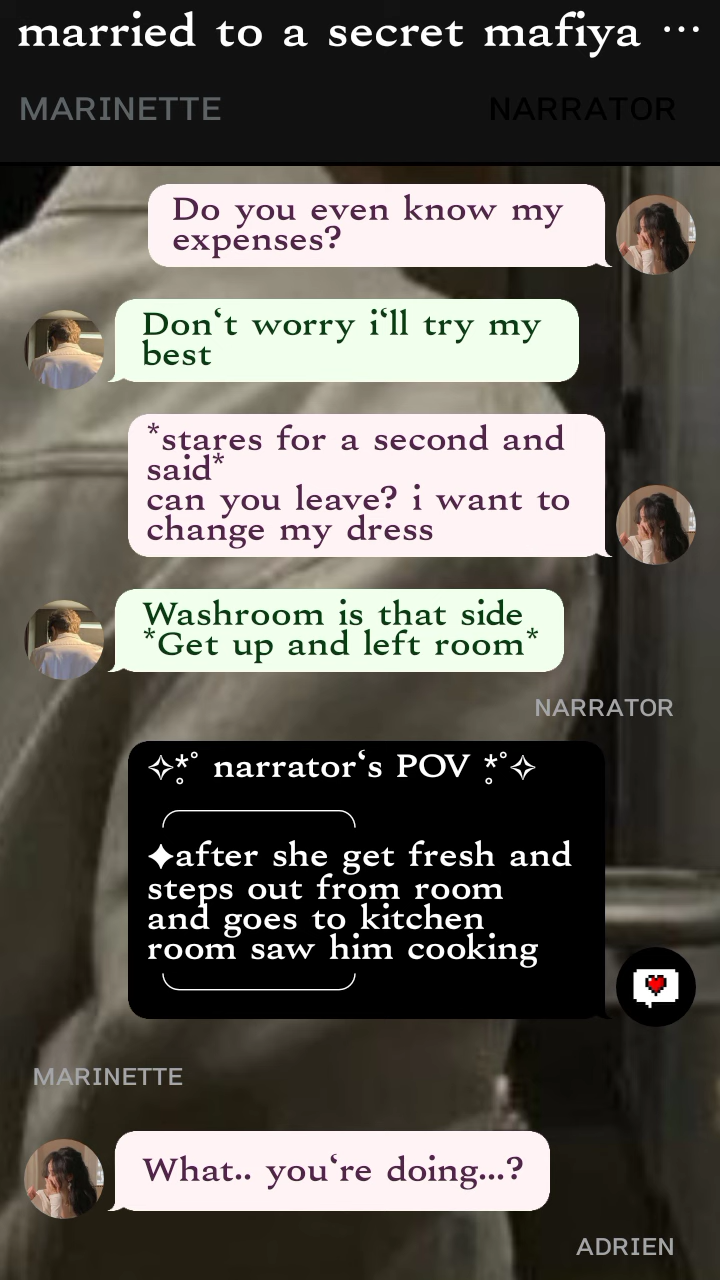 married to a secret mafiya ...
MARINETTE
NARRATOR
Do you even know my
expenses?
Don‘t worry i‘ll try my
best
*stares for a second and
said*
can you leave? i want to
change my dress
Washroom is that side
*Get up and left room*
NARRATOR
✧*̥˚ narrator‘s POV *̥˚✧
✦after she get fresh and
steps out from room
and goes to kitchen
room saw him cooking
MARINETTE
What.. you‘re doing...?
ADRIEN